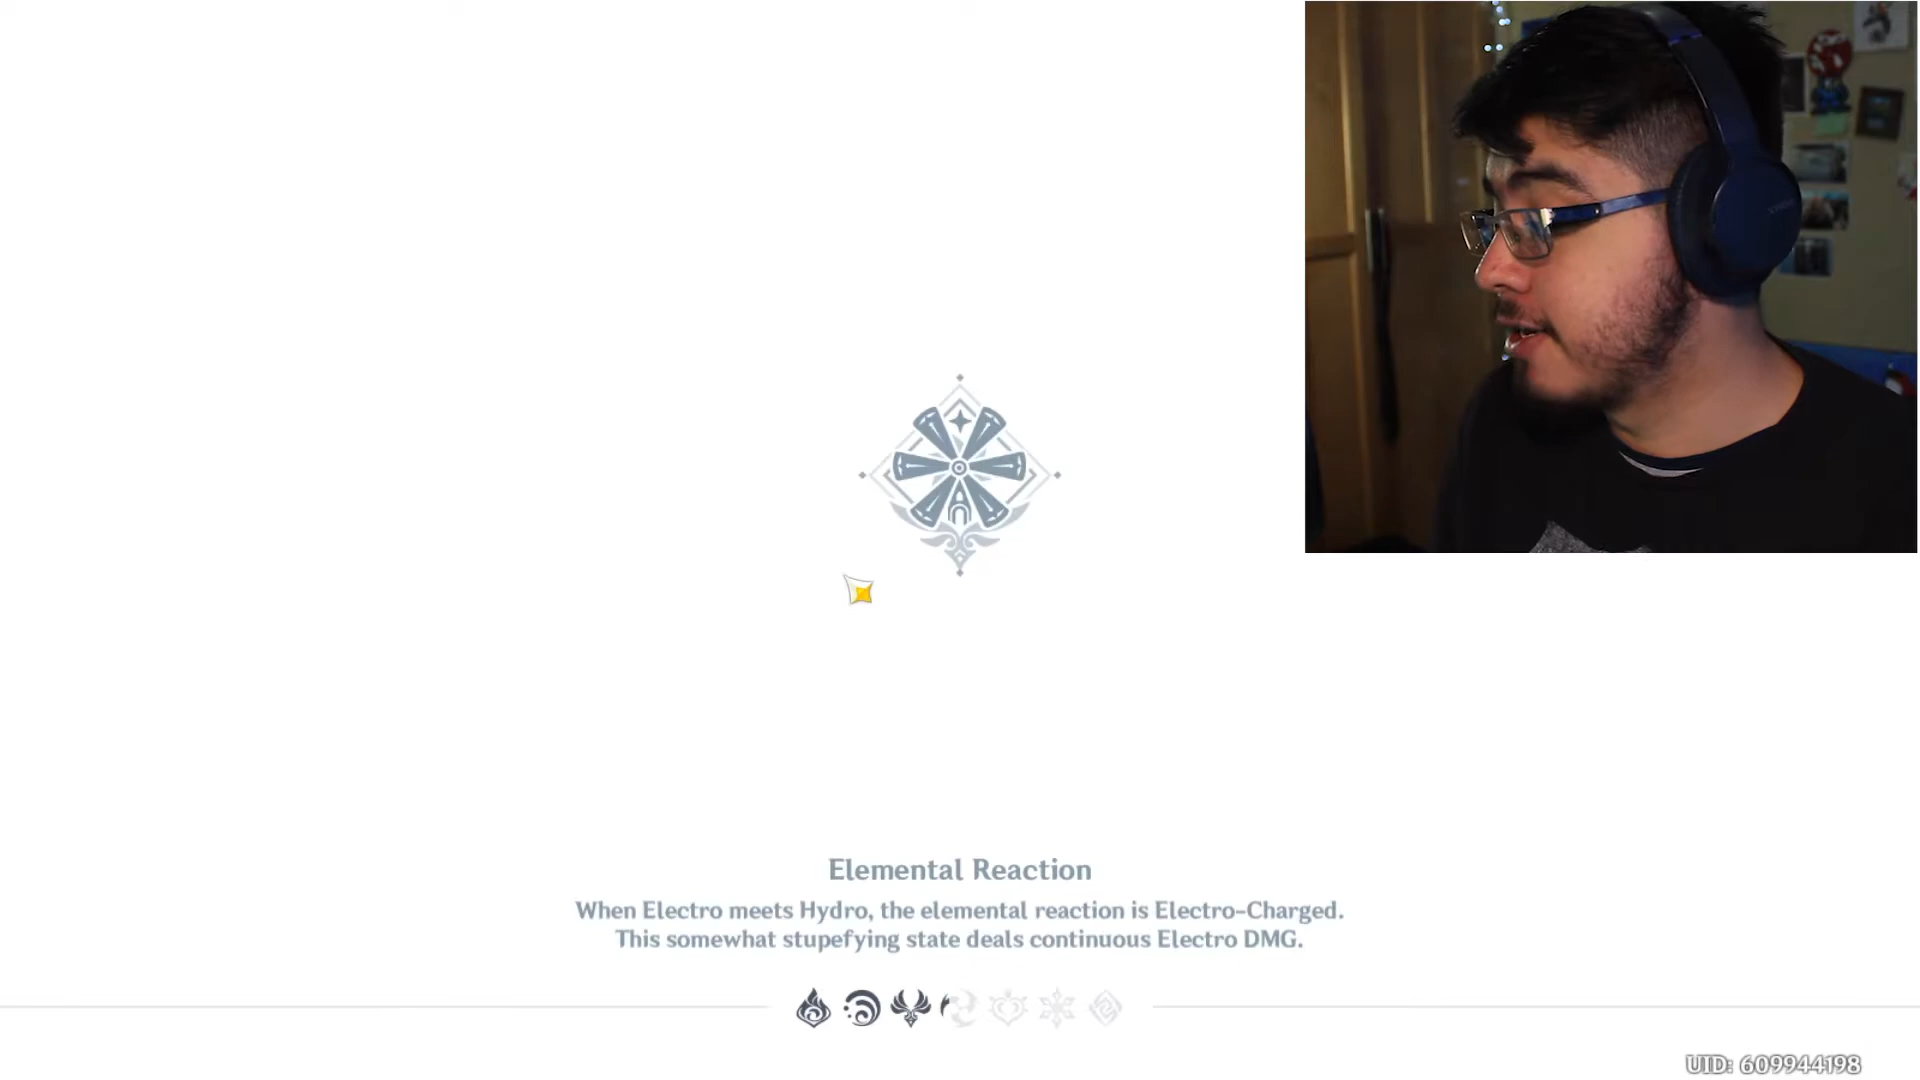 Elemental Reaction
When Electro meets Hydro, the elemental reaction is Electro-Charged.
This somewhat stupefying state deals continuous Electro DMG.
UID: 609944198